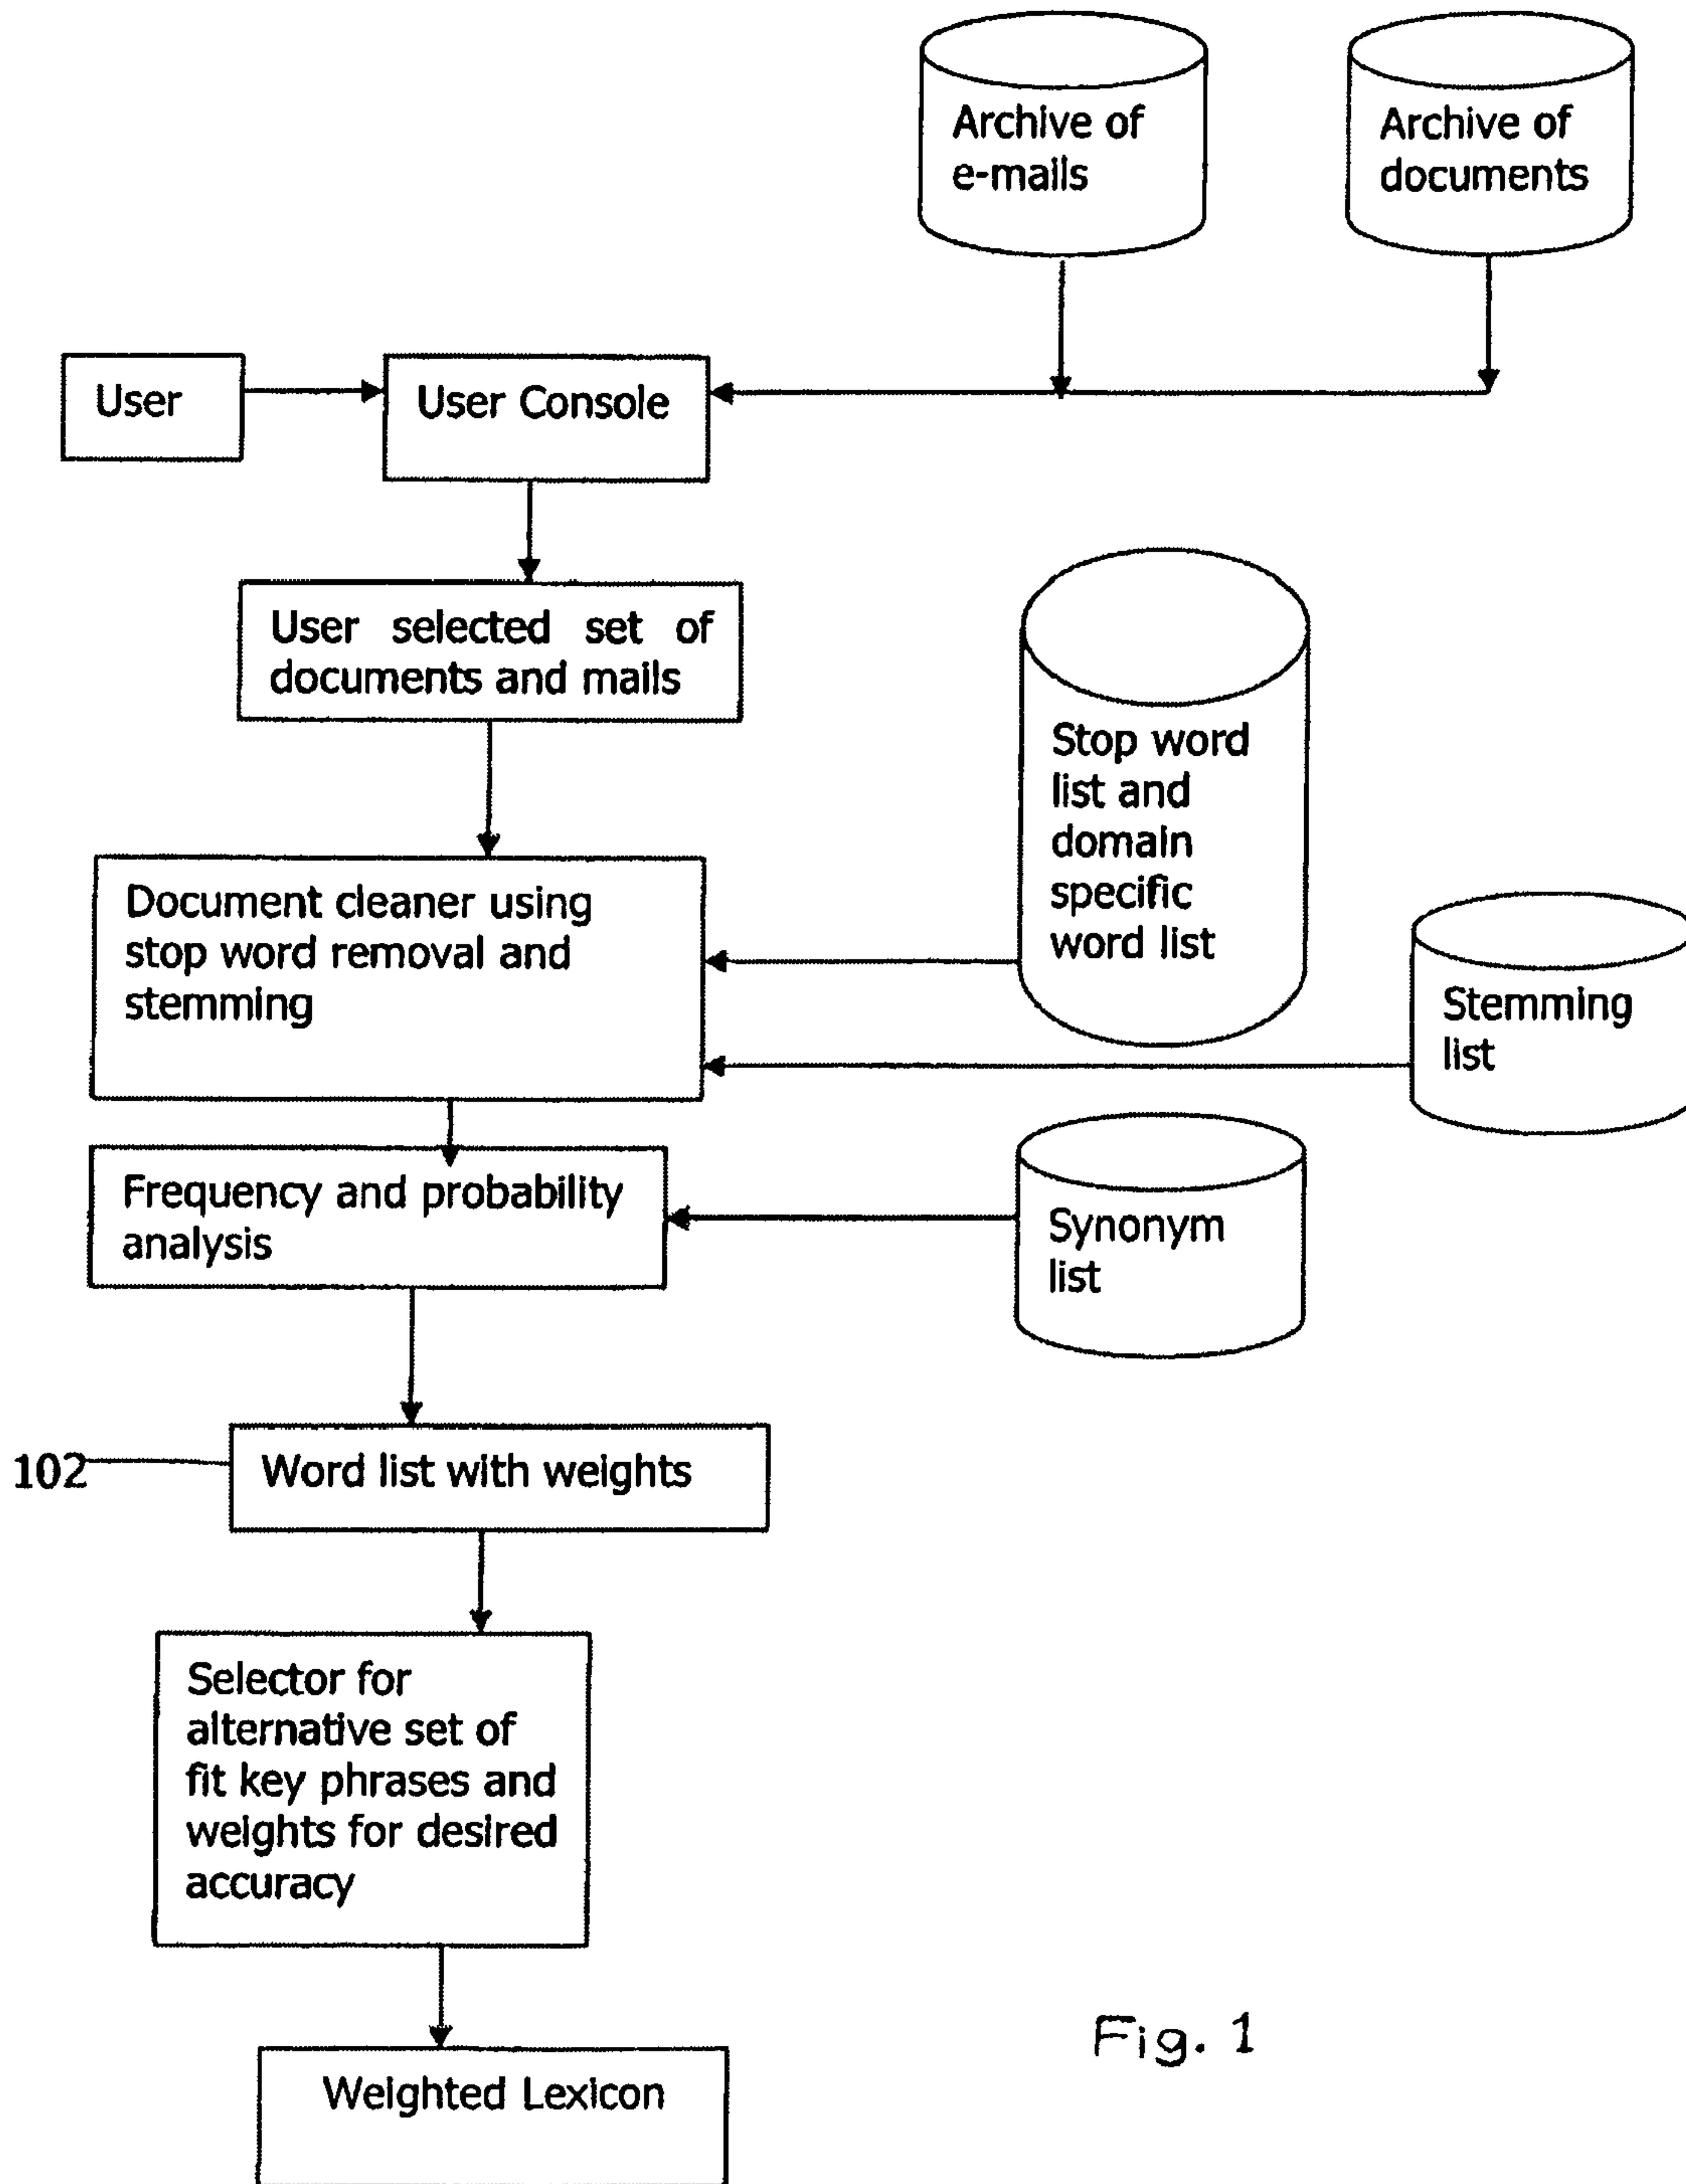 Archive of
e-mails
Archive of
documents
User
User Console
User selected set of
documents and mails
Stop word
list and
domain
specific
word list
Document cleaner using
stop word removal and
stemming
Stemming
list
Frequency and probability
analysis
Synonym
list
102
Word list with weights
Selector for
alternative set of
fit key phrases and
weights for desired
accuracy
Fig. 1
Weighted Lexicon